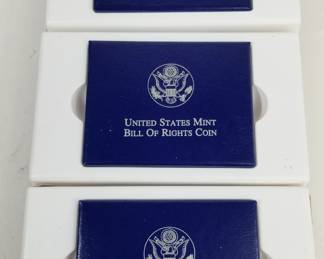 United States Mint
Bill Of Rights Coin